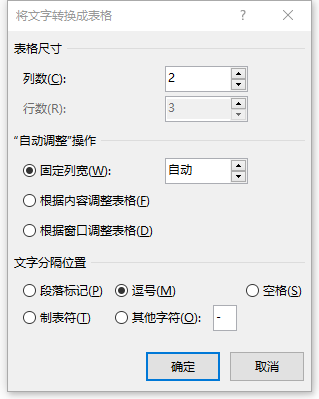 将文字转换成表格 ? ×
表格尺寸
列数(C): 2
行数(R): 3
“自动调整”操作
固定列宽(W): 自动
根据内容调整表格(F)
根据窗口调整表格(D)
文字分隔位置
段落标记(P) 逗号(M) 空格(S)
制表符(T) 其他字符(O): -
确定 取消